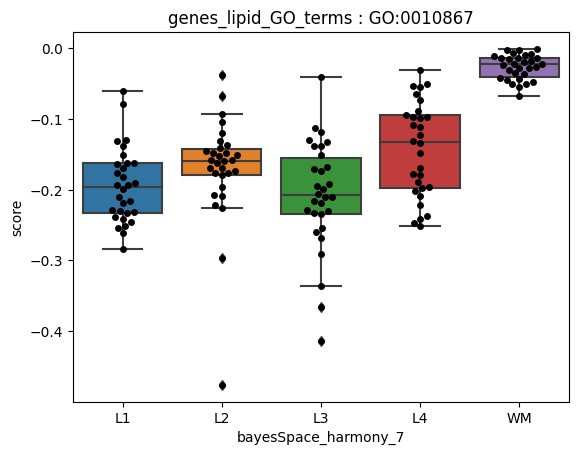 genes_lipid_GO_terms : GO:0010867
0.0
−0.1
−0.2
−0.3
−0.4
score
L1 L2 L3 L4 WM
bayesSpace_harmony_7